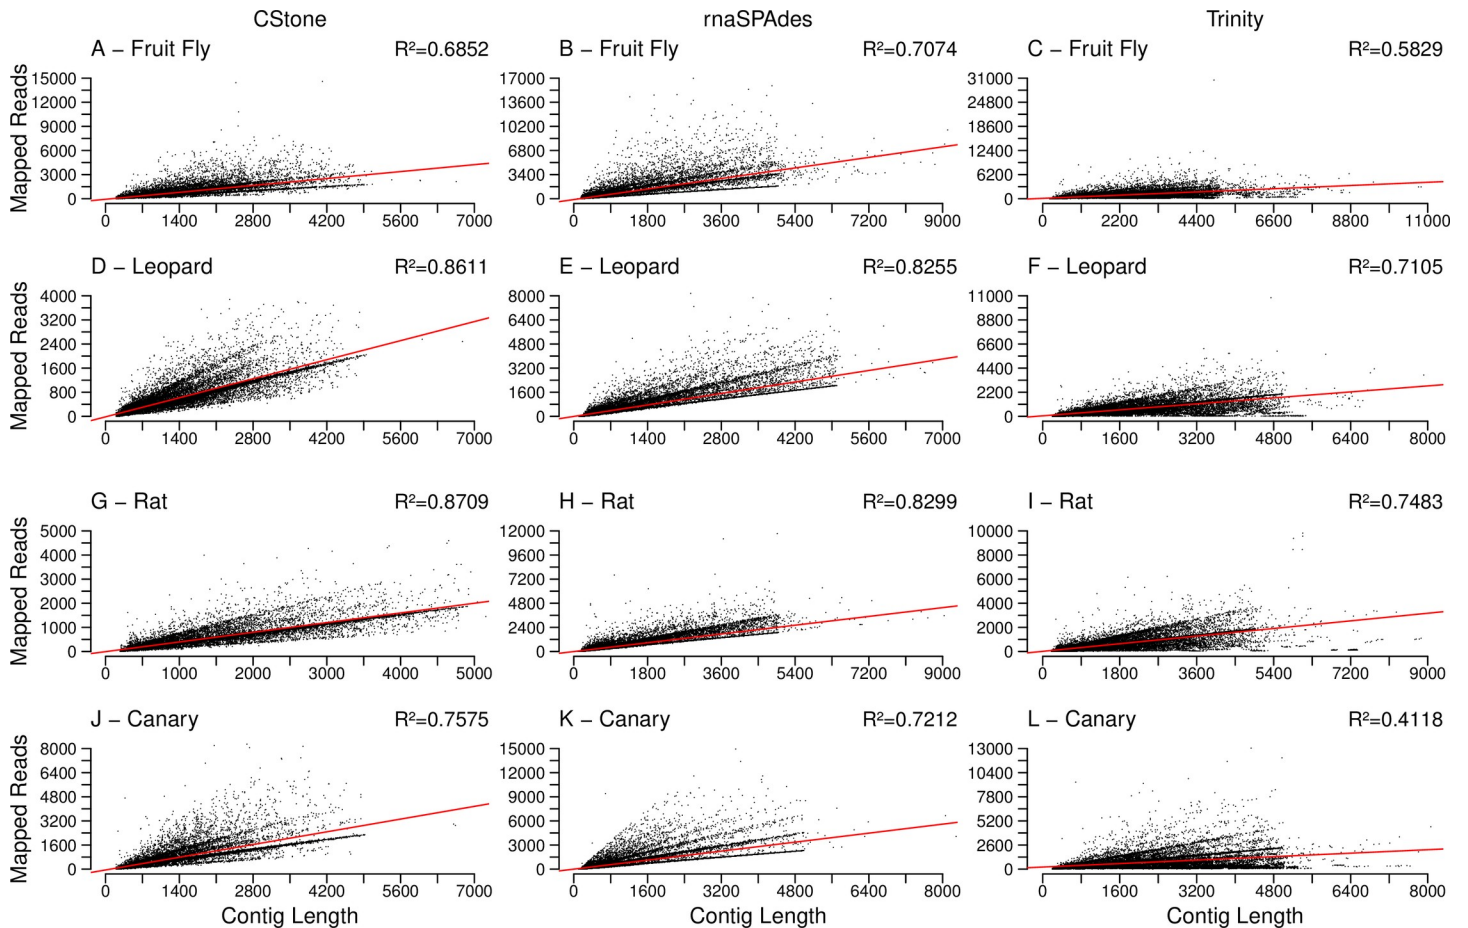 CStone rnaSPAdes Trinity
A – Fruit Fly R²=0.6852 B – Fruit Fly R²=0.7074 C – Fruit Fly R²=0.5829
Mapped Reads
15000 12000 9000 6000 3000 0
17000 13600 10200 6800 3400 0
31000 24800 18600 12400 6200 0
0 1400 2800 4200 5600 7000 0 1800 3600 5400 7200 9000 0 2200 4400 6600 8800 11000
D – Leopard R²=0.8611 E – Leopard R²=0.8255 F – Leopard R²=0.7105
Mapped Reads
4000 3200 2400 1600 800 0
8000 6400 4800 3200 1600 0
11000 8800 6600 4400 2200 0
0 1400 2800 4200 5600 7000 0 1400 2800 4200 5600 7000 0 1600 3200 4800 6400 8000
G – Rat R²=0.8709 H – Rat R²=0.8299 I – Rat R²=0.7483
Mapped Reads
5000 4000 3000 2000 1000 0
12000 9600 7200 4800 2400 0
10000 8000 6000 4000 2000 0
0 1000 2000 3000 4000 5000 0 1800 3600 5400 7200 9000 0 1800 3600 5400 7200 9000
J – Canary R²=0.7575 K – Canary R²=0.7212 L – Canary R²=0.4118
Mapped Reads
8000 6400 4800 3200 1600 0
15000 12000 9000 6000 3000 0
13000 10400 7800 5200 2600 0
0 1400 2800 4200 5600 7000 0 1600 3200 4800 6400 8000 0 1600 3200 4800 6400 8000
Contig Length Contig Length Contig Length